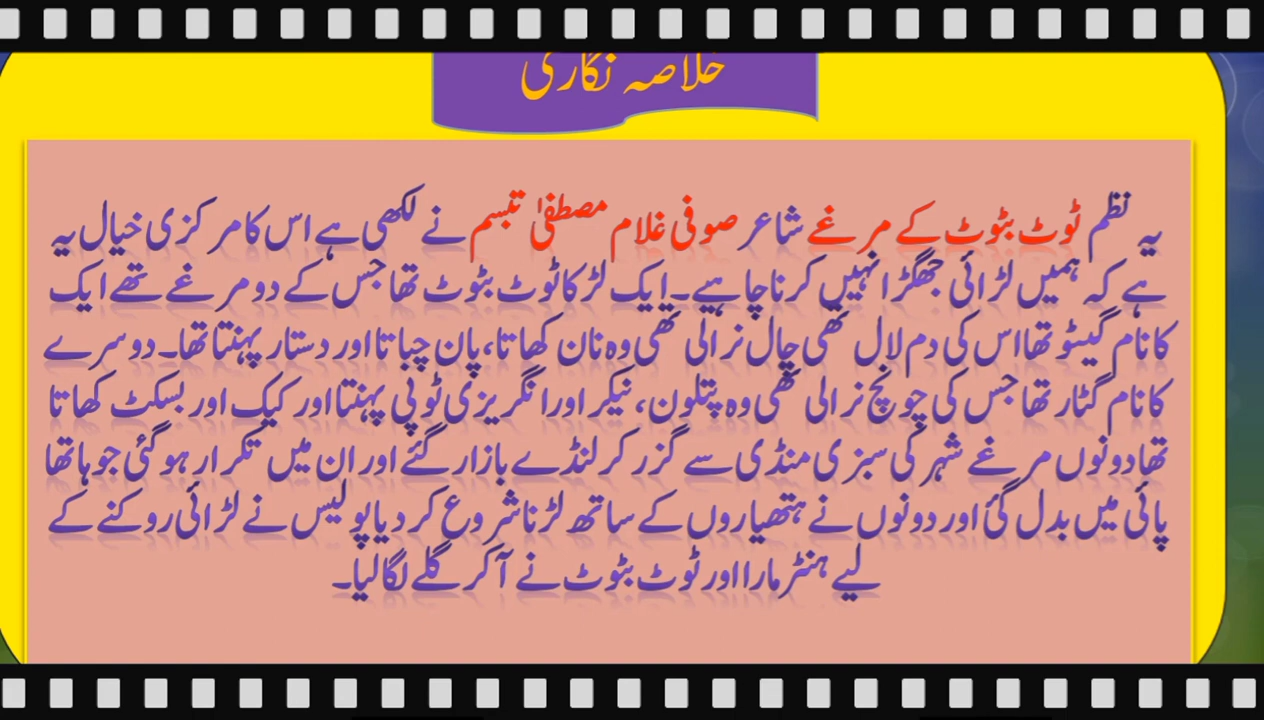 خلاصہ نگاری
یہ نظم ٹوٹ بٹوٹ کے مرغے شاعر صوفی غلام مصطفیٰ تبسم نے لکھی ہے اس کا مرکزی خیال یہ
ہے کہ ہمیں لڑائی جھگڑا نہیں کرنا چاہیے۔ ایک لڑکا ٹوٹ بٹوٹ تھا جس کے دو مرغے تھے ایک
کا نام گیٹو تھا اس کی دم لال تھی چال نرالی تھی وہ نان کھاتا، پان چباتا اور دستار پہنتا تھا۔ دوسرے
کا نام گٹار تھا جس کی چونچ نرالی تھی وہ پتلون، نیکر اور انگریزی ٹوپی پہنتا اور کیک اور بسکٹ کھاتا
تھا دونوں مرغے شہر کی سبزی منڈی سے گزر کر لنڈے بازار گئے اور ان میں تکرار ہو گئی جو ہاتھا
پائی میں بدل گئ اور دونوں نے ہتھیاروں کے ساتھ لڑنا شروع کر دیا پولیس نے لڑائی روکنے کے
لیے ہنٹر مارا اور ٹوٹ بٹوٹ نے آ کر گلے لگا لیا۔